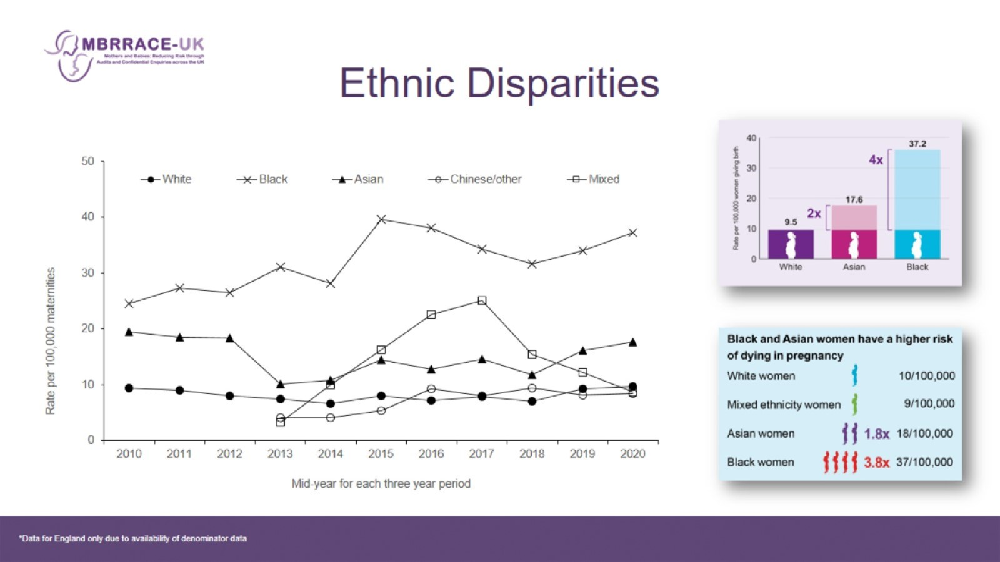 MBRRACE-UK
Mothers and Babies: Reducing Risk through
Audits and Confidential Enquiries across the UK
Ethnic Disparities
50
40
30
20
10
0
Rate per 100,000 maternities
White Black Asian Chinese/other Mixed
2010 2011 2012 2013 2014 2015 2016 2017 2018 2019 2020
Mid-year for each three year period
40
30
20
10
0
Rate per 100,000 women giving birth
37.2
4x
17.6
2x
9.5
White Asian Black
Black and Asian women have a higher risk
of dying in pregnancy
White women 10/100,000
Mixed ethnicity women 9/100,000
Asian women 1.8x 18/100,000
Black women 3.8x 37/100,000
*Data for England only due to availability of denominator data